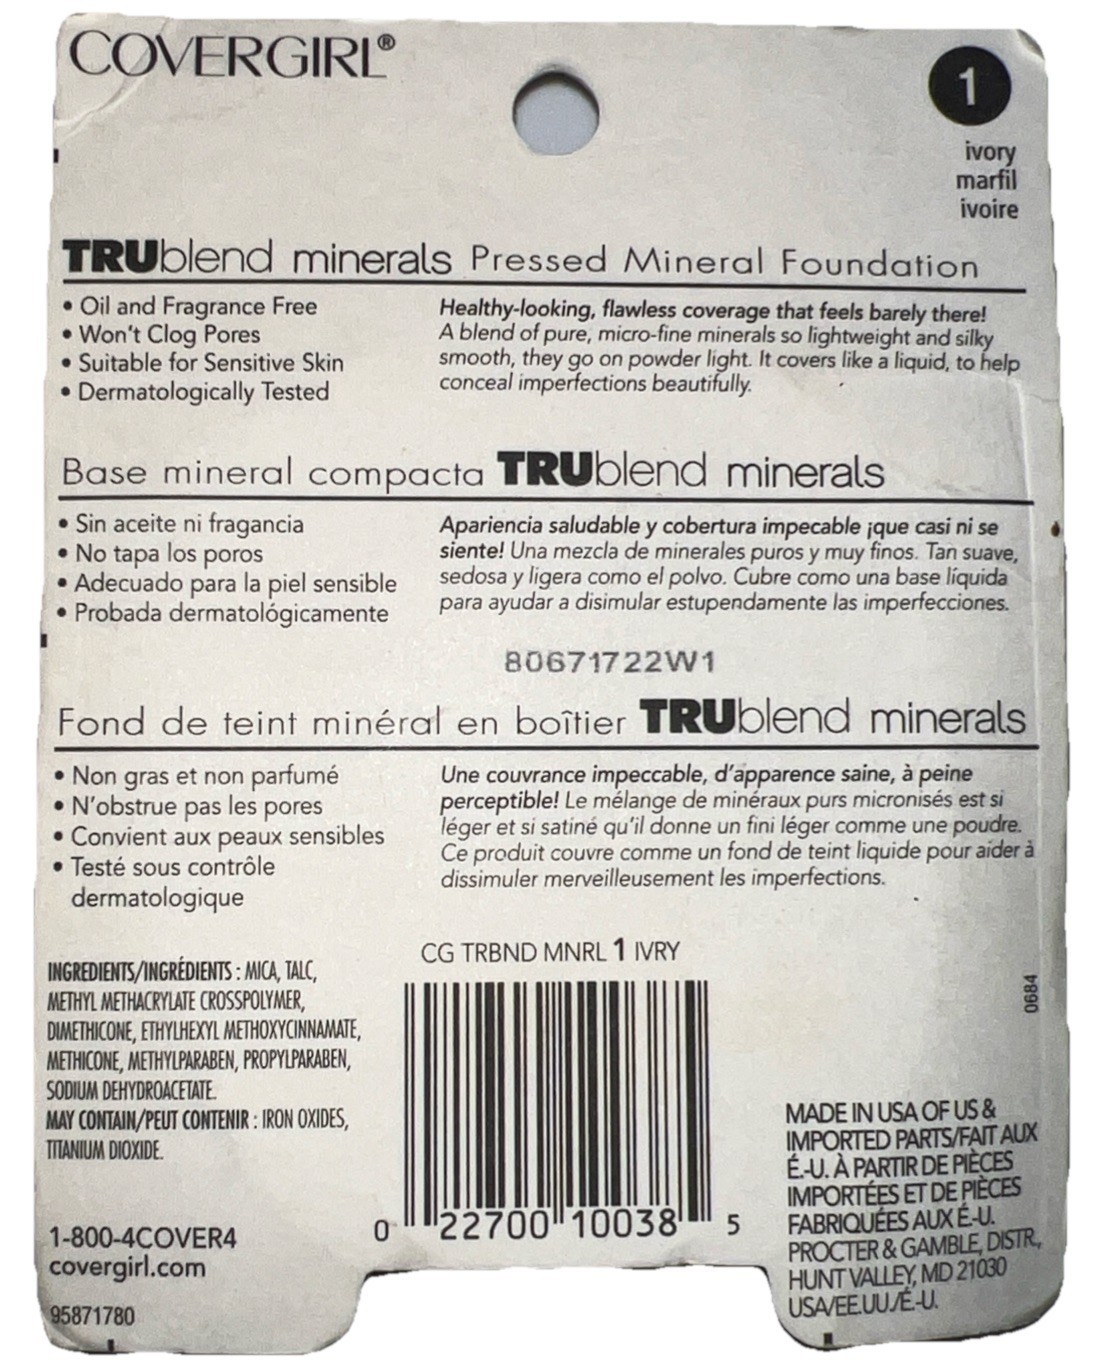 COVERGIRL®
1
ivory
marfil
ivoire
TRUblend minerals Pressed Mineral Foundation
• Oil and Fragrance Free
• Won't Clog Pores
• Suitable for Sensitive Skin
• Dermatologically Tested
Healthy-looking, flawless coverage that feels barely there!
A blend of pure, micro-fine minerals so lightweight and silky
smooth, they go on powder light. It covers like a liquid, to help
conceal imperfections beautifully.
Base mineral compacta TRUblend minerals
• Sin aceite ni fragancia
• No tapa los poros
• Adecuado para la piel sensible
• Probada dermatológicamente
Apariencia saludable y cobertura impecable ¡que casi ni se
siente! Una mezcla de minerales puros y muy finos. Tan suave,
sedosa y ligera como el polvo. Cubre como una base líquida
para ayudar a disimular estupendamente las imperfecciones.
80671722W1
Fond de teint minéral en boîtier TRUblend minerals
• Non gras et non parfumé
• N'obstrue pas les pores
• Convient aux peaux sensibles
• Testé sous contrôle
dermatologique
Une couvrance impeccable, d'apparence saine, à peine
perceptible! Le mélange de minéraux purs micronisés est si
léger et si satiné qu'il donne un fini léger comme une poudre.
Ce produit couvre comme un fond de teint liquide pour aider à
dissimuler merveilleusement les imperfections.
INGREDIENTS/INGRÉDIENTS : MICA, TALC,
METHYL METHACRYLATE CROSSPOLYMER,
DIMETHICONE, ETHYLHEXYL METHOXYCINNAMATE,
METHICONE, METHYLPARABEN, PROPYLPARABEN,
SODIUM DEHYDROACETATE.
MAY CONTAIN/PEUT CONTENIR : IRON OXIDES,
TITANIUM DIOXIDE.
1-800-4COVER4
covergirl.com
95871780
CG TRBND MNRL 1 IVRY
0 22700 10038 5
0684
MADE IN USA OF US &
IMPORTED PARTS/FAIT AUX
É.-U. À PARTIR DE PIÈCES
IMPORTÉES ET DE PIÈCES
FABRIQUÉES AUX É.-U.
PROCTER & GAMBLE, DISTR.,
HUNT VALLEY, MD 21030
USA/EE.UU./É.-U.